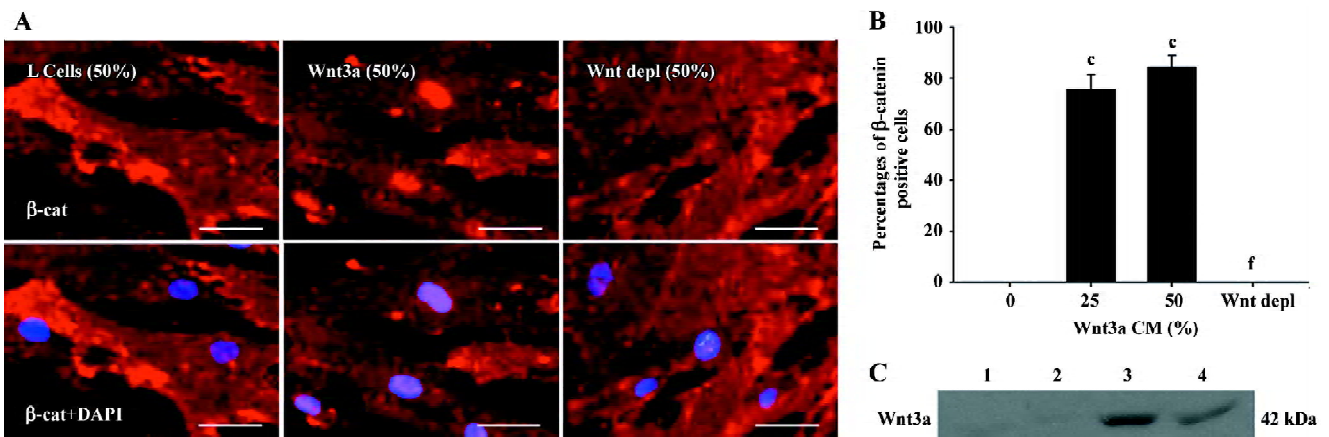 A
L Cells (50%)
Wnt3a (50%)
Wnt depl (50%)
β-cat
β-cat+DAPI
B
Percentages of β-catenin
positive cells
100
80
60
40
20
0
c
c
f
0
25
50
Wnt depl
Wnt3a CM (%)
C
1
2
3
4
Wnt3a
42 kDa